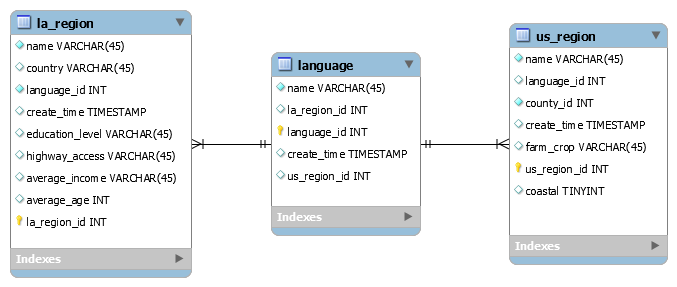 la_region
name VARCHAR(45)
country VARCHAR(45)
language_id INT
create_time TIMESTAMP
education_level VARCHAR(45)
highway_access VARCHAR(45)
average_income VARCHAR(45)
average_age INT
la_region_id INT
Indexes
language
name VARCHAR(45)
la_region_id INT
language_id INT
create_time TIMESTAMP
us_region_id INT
Indexes
us_region
name VARCHAR(45)
language_id INT
county_id INT
create_time TIMESTAMP
farm_crop VARCHAR(45)
us_region_id INT
coastal TINYINT
Indexes